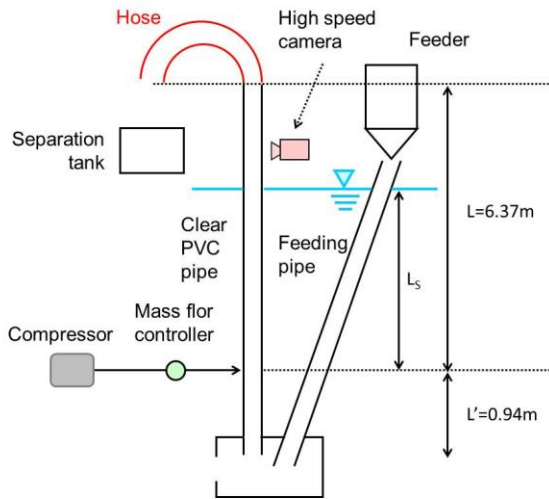 Hose
High speed
camera
Feeder
Separation
tank
Clear
PVC
pipe
Feeding
pipe
L=6.37m
Ls
Mass flor
controller
Compressor
L'=0.94m